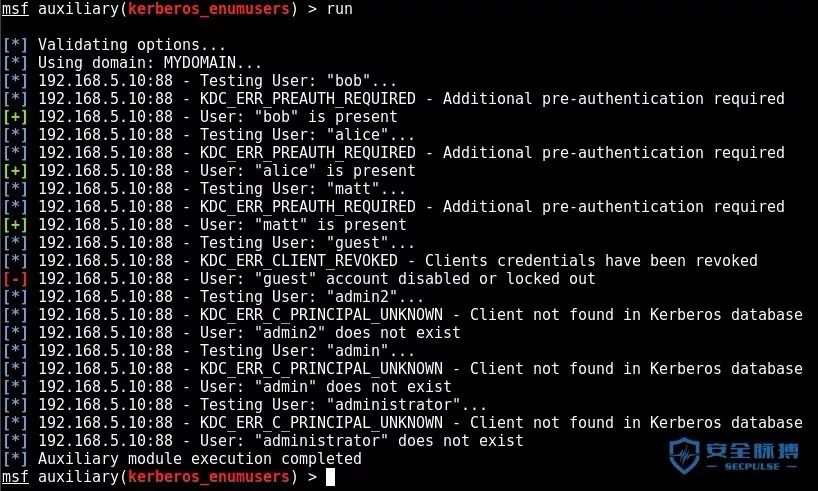 msf auxiliary(kerberos_enumusers) > run
[*] Validating options...
[*] Using domain: MYDOMAIN...
[*] 192.168.5.10:88 - Testing User: "bob"...
[*] 192.168.5.10:88 - KDC_ERR_PREAUTH_REQUIRED - Additional pre-authentication required
[+] 192.168.5.10:88 - User: "bob" is present
[*] 192.168.5.10:88 - Testing User: "alice"...
[*] 192.168.5.10:88 - KDC_ERR_PREAUTH_REQUIRED - Additional pre-authentication required
[+] 192.168.5.10:88 - User: "alice" is present
[*] 192.168.5.10:88 - Testing User: "matt"...
[*] 192.168.5.10:88 - KDC_ERR_PREAUTH_REQUIRED - Additional pre-authentication required
[+] 192.168.5.10:88 - User: "matt" is present
[*] 192.168.5.10:88 - Testing User: "guest"...
[*] 192.168.5.10:88 - KDC_ERR_CLIENT_REVOKED - Clients credentials have been revoked
[-] 192.168.5.10:88 - User: "guest" account disabled or locked out
[*] 192.168.5.10:88 - Testing User: "admin2"...
[*] 192.168.5.10:88 - KDC_ERR_C_PRINCIPAL_UNKNOWN - Client not found in Kerberos database
[*] 192.168.5.10:88 - User: "admin2" does not exist
[*] 192.168.5.10:88 - Testing User: "admin"...
[*] 192.168.5.10:88 - KDC_ERR_C_PRINCIPAL_UNKNOWN - Client not found in Kerberos database
[*] 192.168.5.10:88 - User: "admin" does not exist
[*] 192.168.5.10:88 - Testing User: "administrator"...
[*] 192.168.5.10:88 - KDC_ERR_C_PRINCIPAL_UNKNOWN - Client not found in Kerberos database
[*] 192.168.5.10:88 - User: "administrator" does not exist
[*] Auxiliary module execution completed
msf auxiliary(kerberos_enumusers) >
安全脉搏
SECPULSE